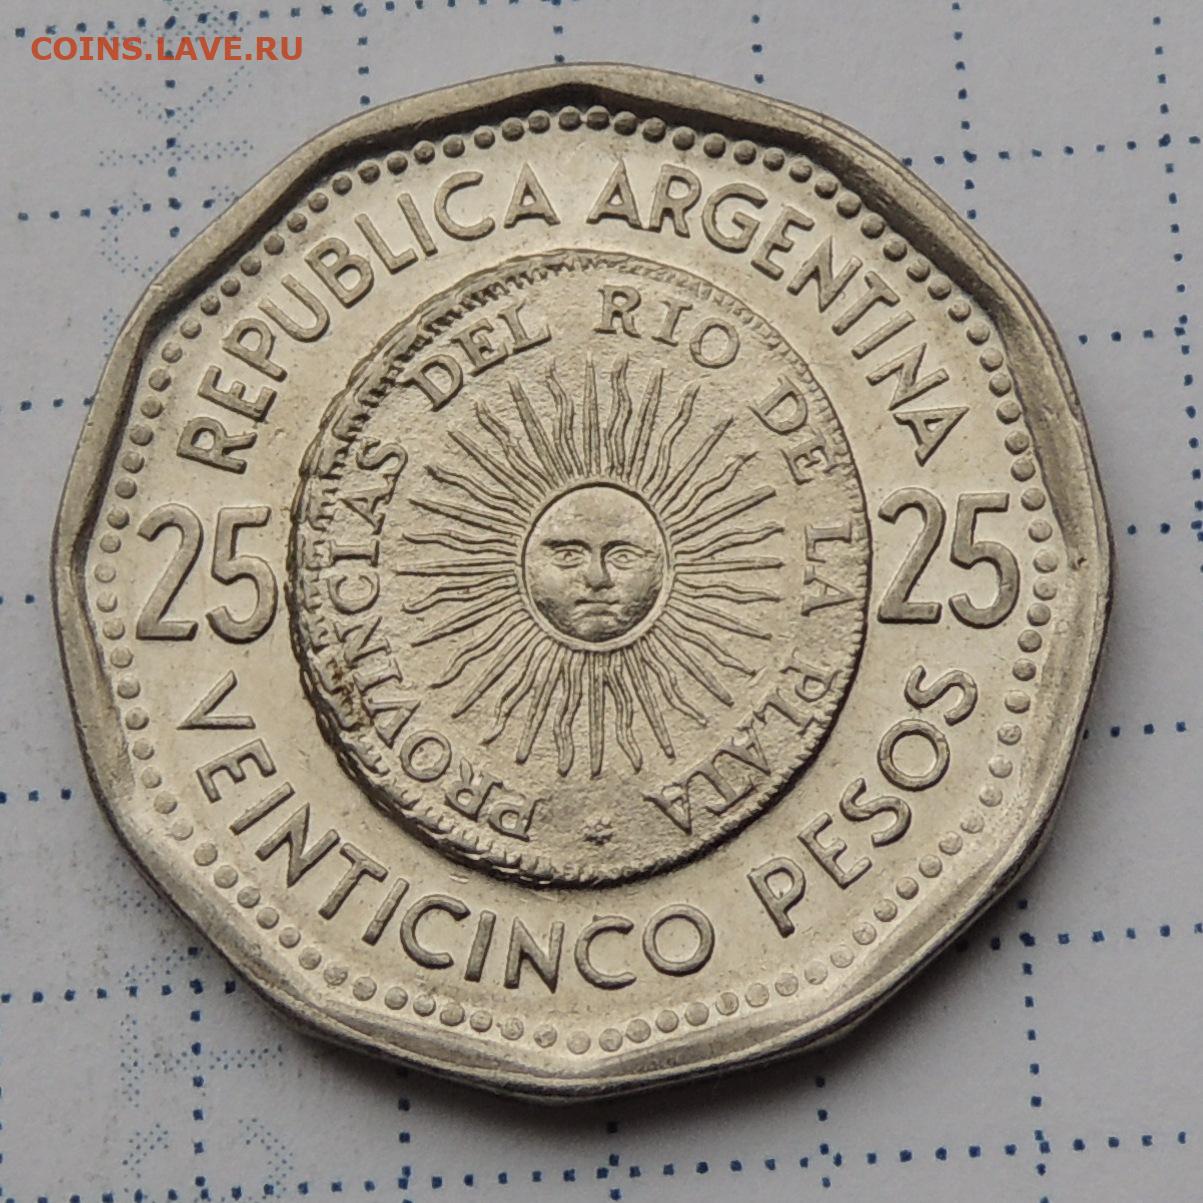 COINS.LAVE.RU
REPUBLICA ARGENTINA
PROVINCIAS DEL RIO DE LA PLATA
25
25
VEINTICINCO PESOS